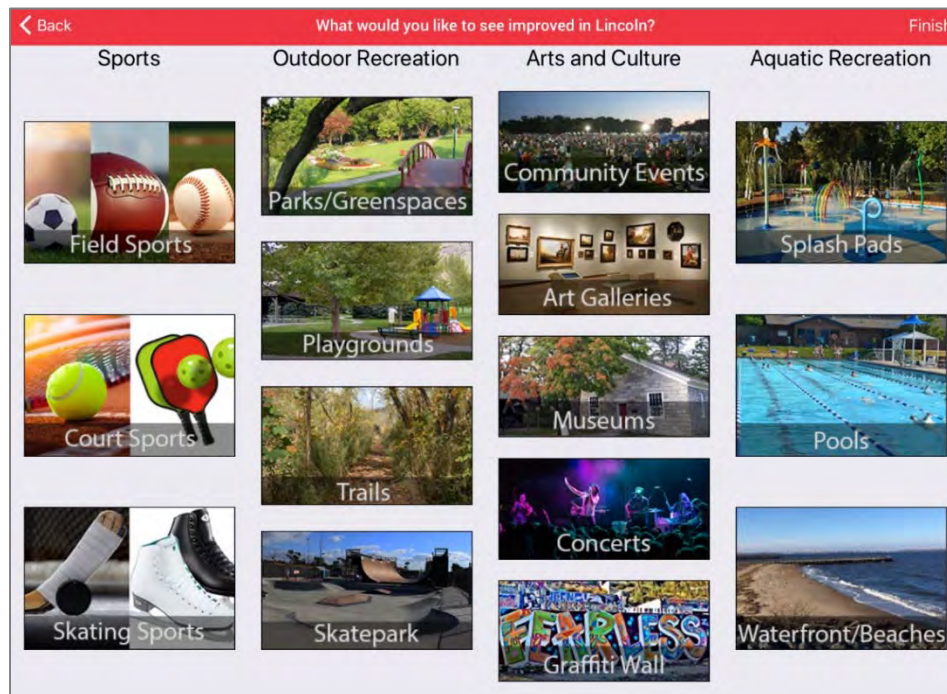 Back
What would you like to see improved in Lincoln?
Finish
Sports
Outdoor Recreation
Arts and Culture
Aquatic Recreation
Field Sports
Court Sports
Skating Sports
Parks/Greenspaces
Playgrounds
Trails
Skatepark
Community Events
Art Galleries
Museums
Concerts
FEARLESS
Graffiti Wall
Splash Pads
Pools
Waterfront/Beaches